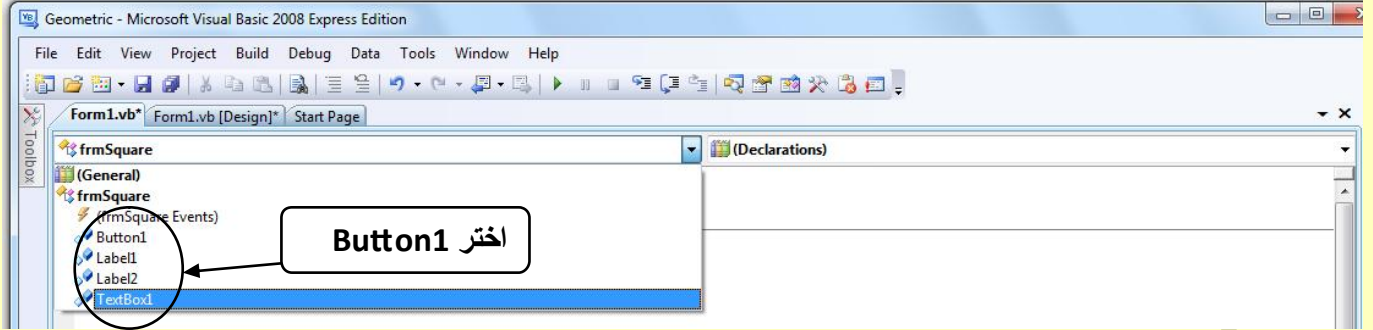 Geometric - Microsoft Visual Basic 2008 Express Edition
File Edit View Project Build Debug Data Tools Window Help
Form1.vb* Form1.vb [Design]* Start Page
Toolbox
frmSquare (Declarations)
(General)
frmSquare
(frmSquare Events)
Button1
Label1
Label2
TextBox1
اختر Button1